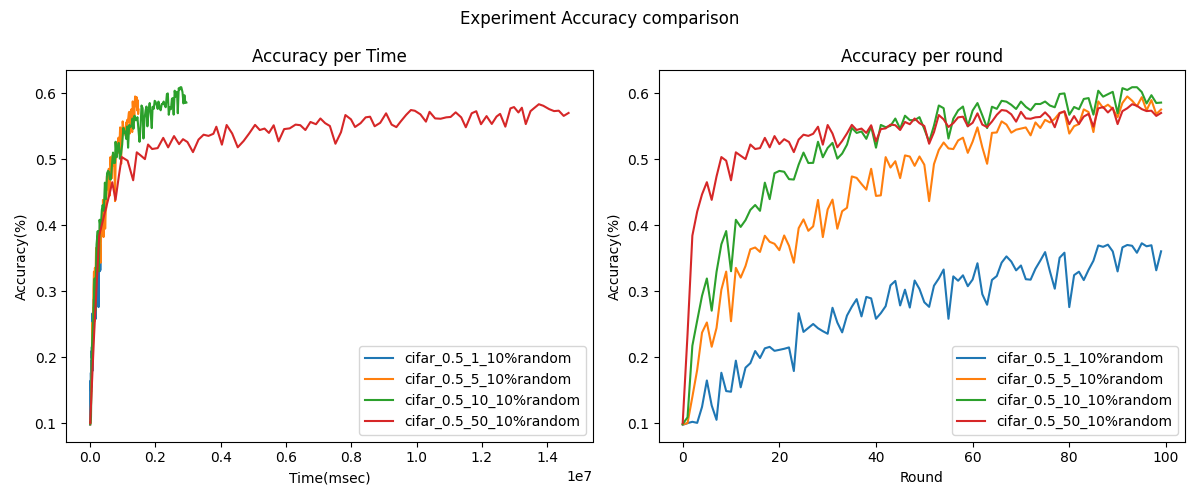 Experiment Accuracy comparison
Accuracy per Time
Accuracy(%)
0.6
0.5
0.4
0.3
0.2
0.1
0.0
0.2
0.4
0.6
0.8
1.0
1.2
1.4
1e7
Time(msec)
cifar_0.5_1_10%random
cifar_0.5_5_10%random
cifar_0.5_10_10%random
cifar_0.5_50_10%random
Accuracy per round
Accuracy(%)
0.6
0.5
0.4
0.3
0.2
0.1
0
20
40
60
80
100
Round
cifar_0.5_1_10%random
cifar_0.5_5_10%random
cifar_0.5_10_10%random
cifar_0.5_50_10%random